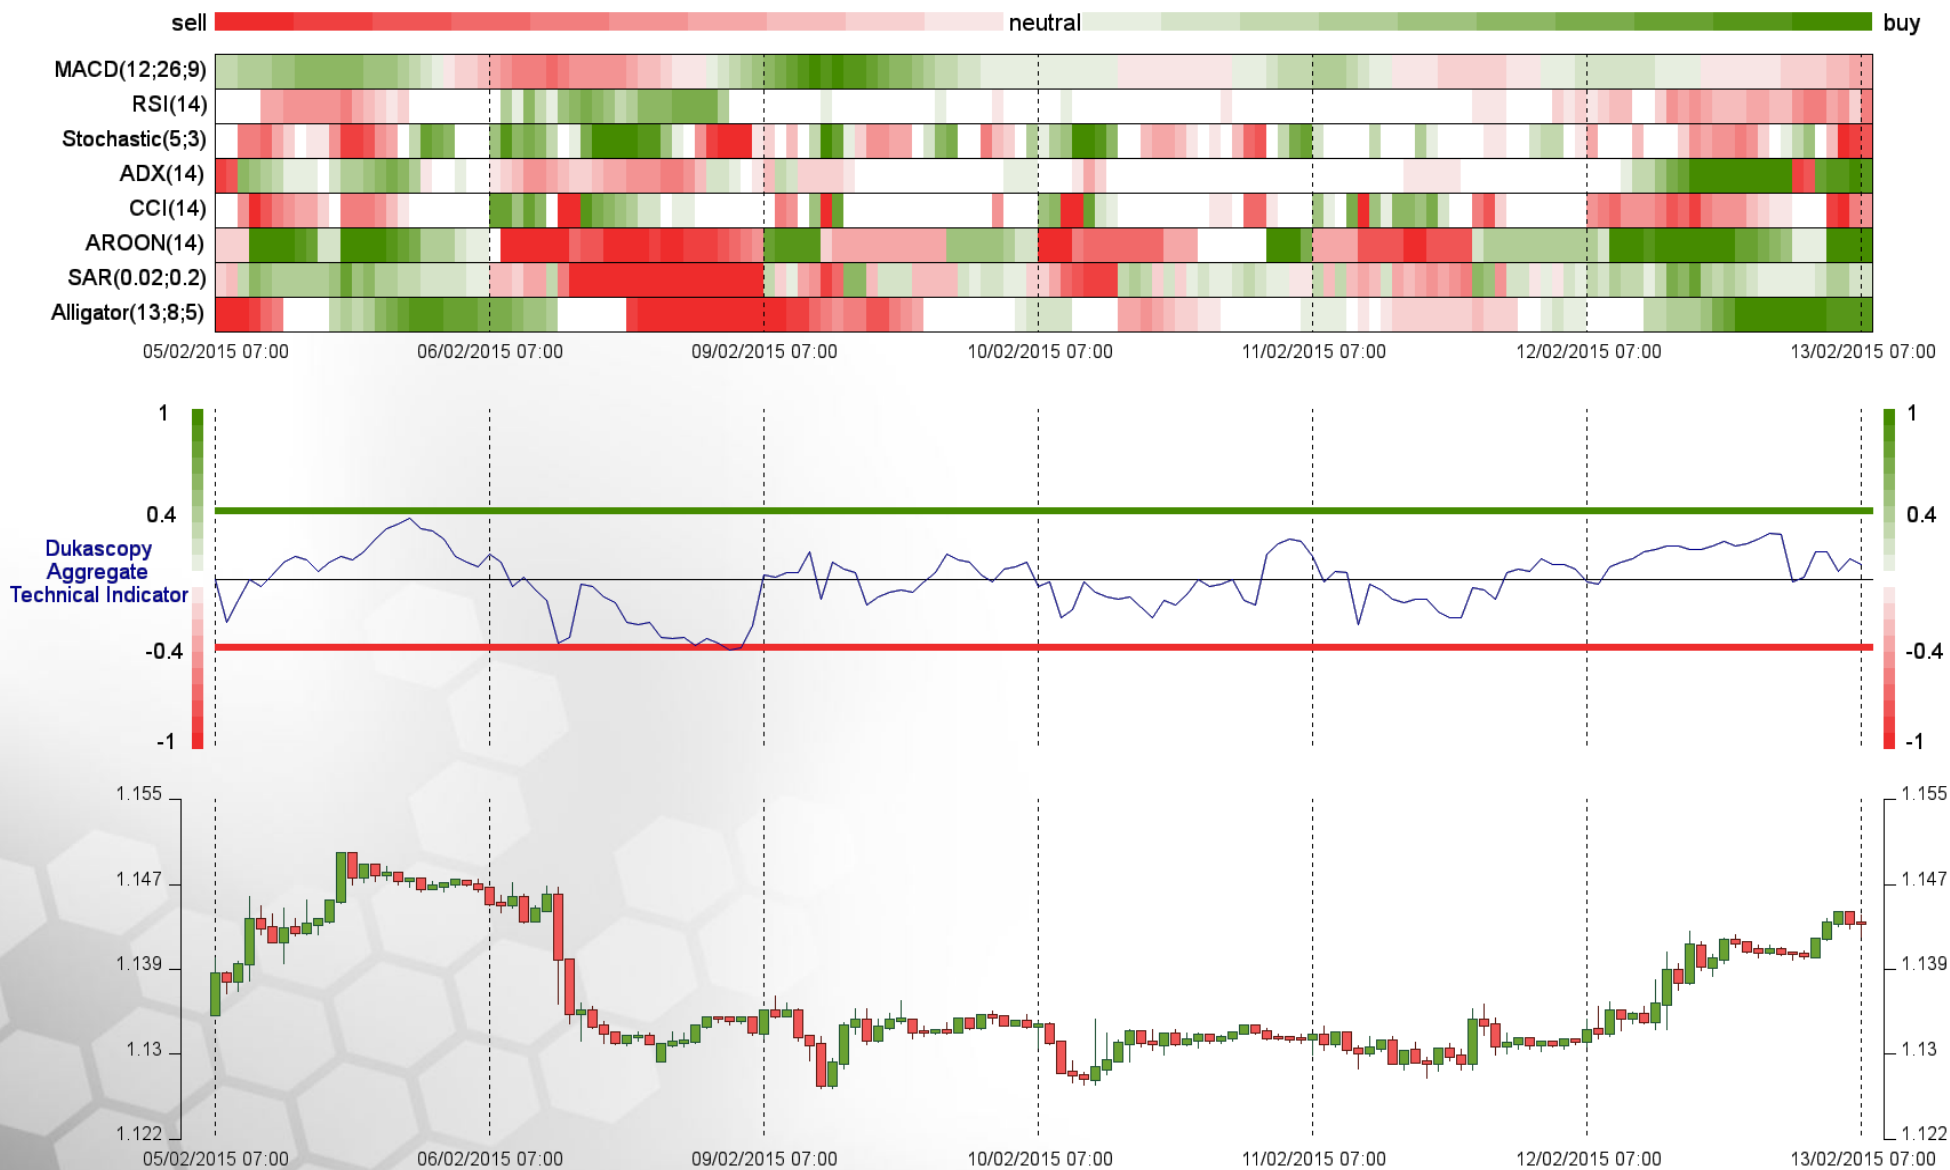 sell neutral buy
MACD(12;26;9)
RSI(14)
Stochastic(5;3)
ADX(14)
CCI(14)
AROON(14)
SAR(0.02;0.2)
Alligator(13;8;5)
05/02/2015 07:00 06/02/2015 07:00 09/02/2015 07:00 10/02/2015 07:00 11/02/2015 07:00 12/02/2015 07:00 13/02/2015 07:00
1 1
0.4 0.4
Dukascopy
Aggregate
Technical Indicator
-0.4 -0.4
-1 -1
1.155 1.155
1.147 1.147
1.139 1.139
1.13 1.13
1.122 1.122
05/02/2015 07:00 06/02/2015 07:00 09/02/2015 07:00 10/02/2015 07:00 11/02/2015 07:00 12/02/2015 07:00 13/02/2015 07:00